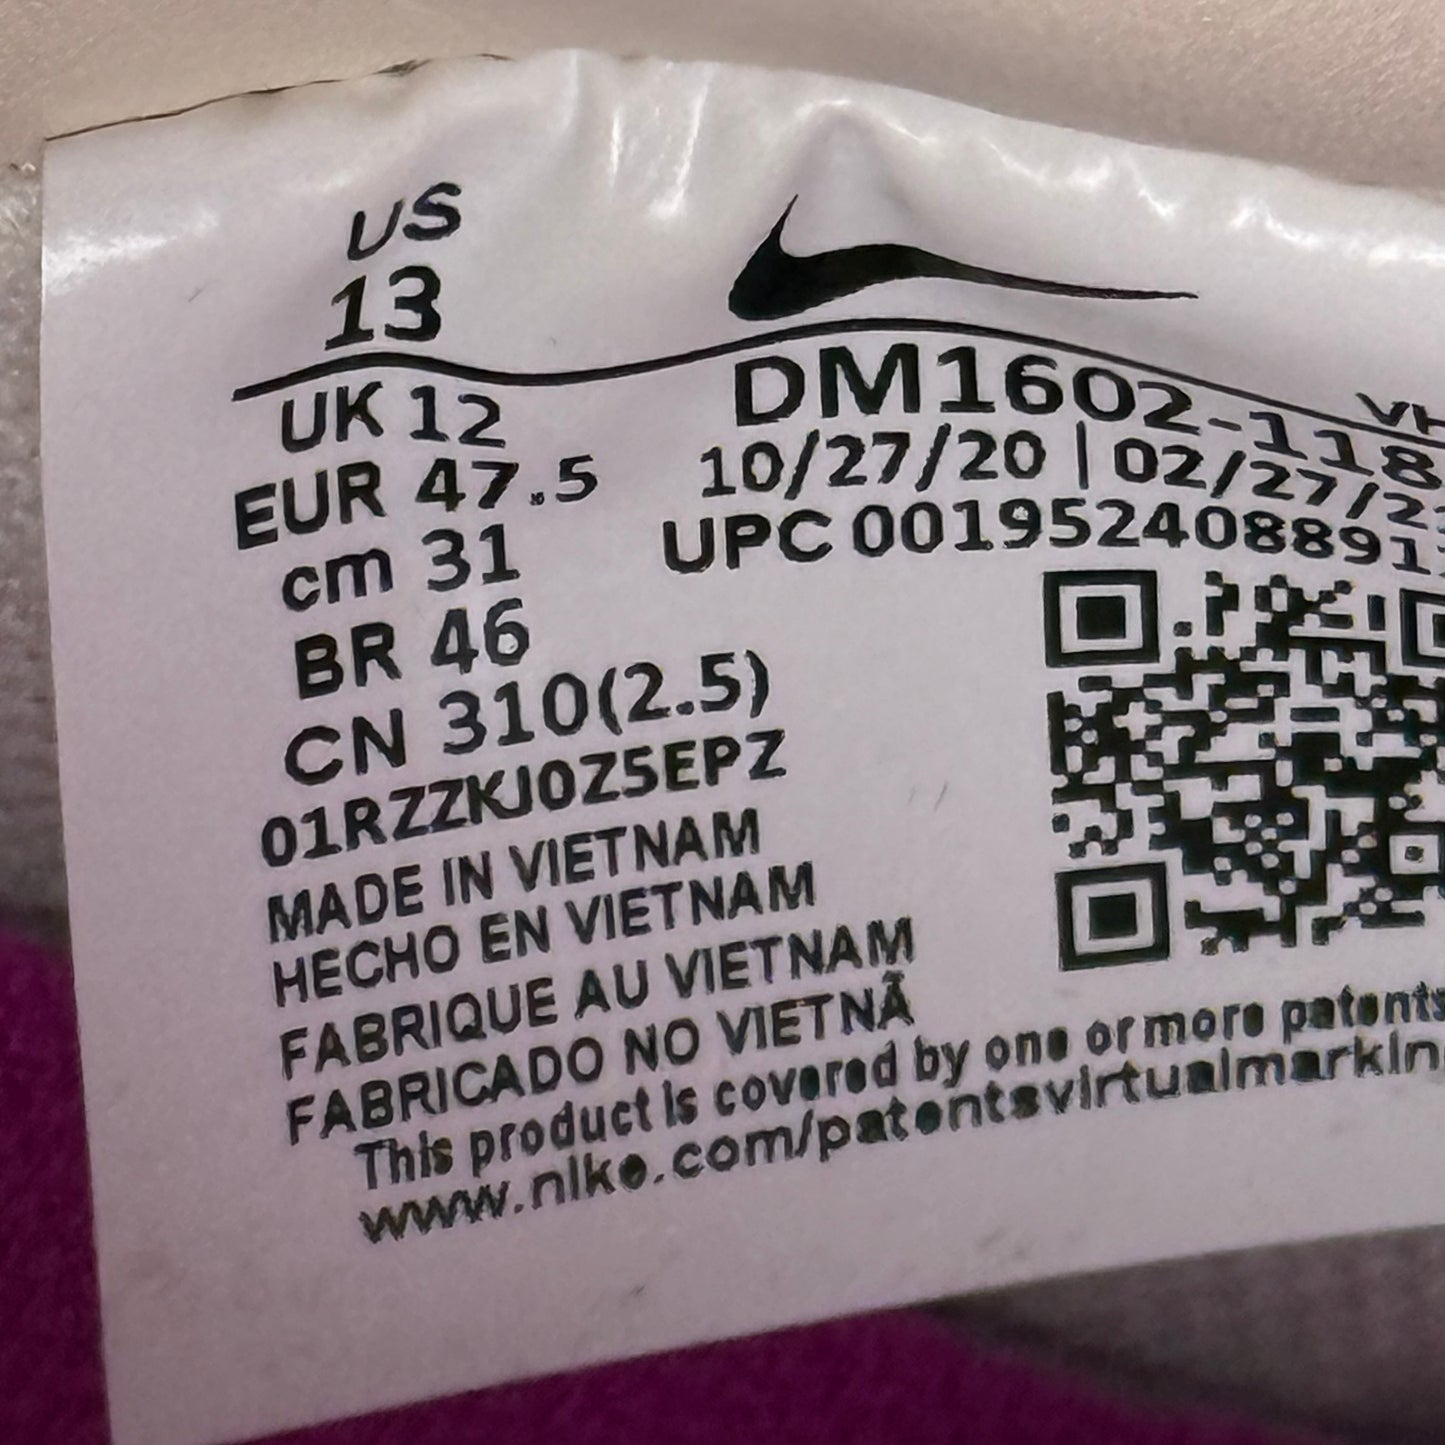 US
13
UK 12
EUR 47.5
cm 31
BR 46
CN 310(2.5)
01RZZKJ0Z5EPZ
MADE IN VIETNAM
HECHO EN VIETNAM
FABRIQUE AU VIETNAM
FABRICADO NO VIETNÃ
This product is covered by one or more patents
www.nike.com/patentsvirtualmarkin
VH
DM1602-118
10/27/20 | 02/27/2
UPC 00195240889​1